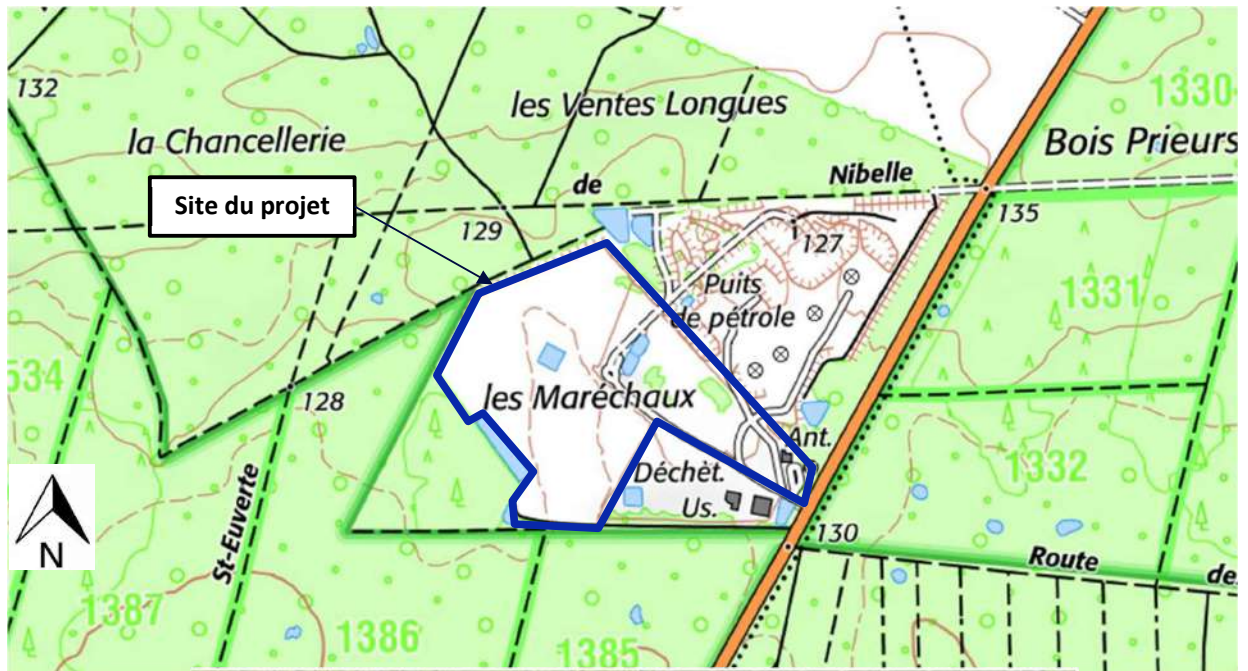 132
les Ventes Longues
1330
la Chancellerie
Bois Prieurs
Site du projet
de
Nibelle
129
127
135
Puits
de pétrole
1331
534
les Maréchaux
128
Ant.
Déchèt.
Us.
1332
N
St-Euverte
130
Route
de
1387
1386
1385